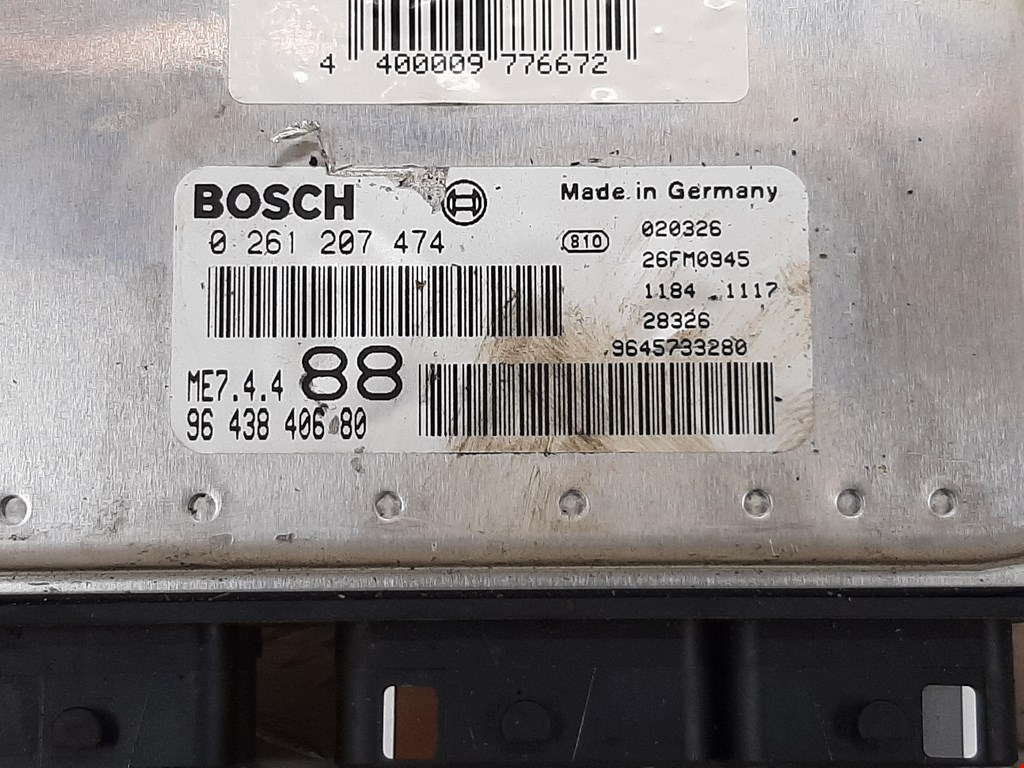 4 400009 776672
BOSCH
0 261 207 474
Made in Germany
810
020326
26FM0945
1184 1117
28326
9645733280
ME7.4.4 88
96 438 406 80